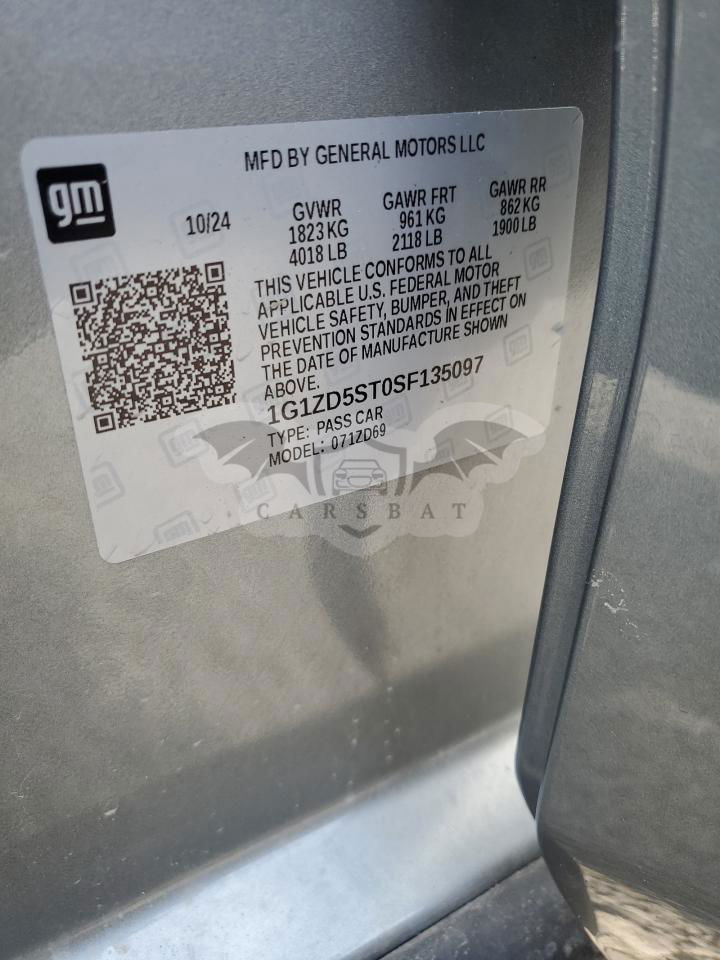 MFD BY GENERAL MOTORS LLC
gm
10/24
GVWR
1823 KG
4018 LB
GAWR FRT
961 KG
2118 LB
GAWR RR
862 KG
1900 LB
THIS VEHICLE CONFORMS TO ALL
APPLICABLE U.S. FEDERAL MOTOR
VEHICLE SAFETY, BUMPER, AND THEFT
PREVENTION STANDARDS IN EFFECT ON
THE DATE OF MANUFACTURE SHOWN
ABOVE.
1G1ZD5ST0SF135097
TYPE: PASS CAR
MODEL: 071ZD69
CARSBAT